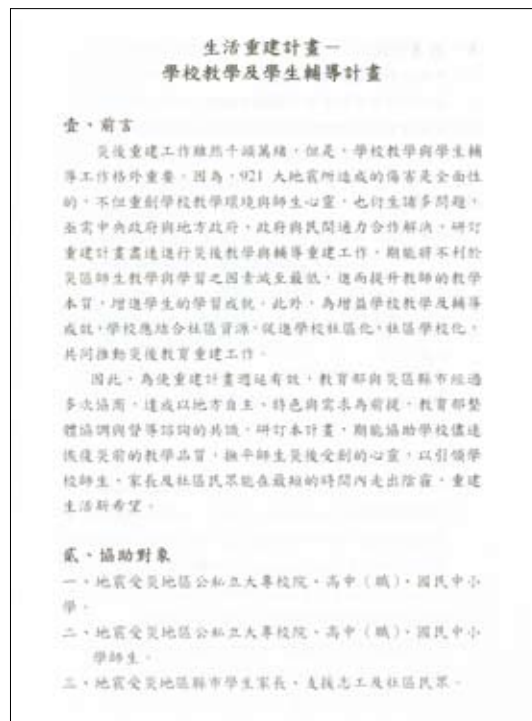 生活重建計畫－
學校教學及學生輔導計畫
壹、前言
災後重建工作雖然千頭萬緒，但是，學校教學與學生輔
導工作格外重要。因為，921 大地震所造成的傷害是全面性
的，不但重創學校教學環境與師生心靈，也衍生諸多問題，
亟需中央政府與地方政府，政府與民間通力合作解決，研訂
重建計畫盡速進行災後教學與輔導重建工作，期能將不利於
災區師生教學與學習之因素減至最低，進而提升教師的教學
本質，增進學生的學習成就。此外，為增益學校教學及輔導
成效，學校應結合社區資源，促進學校社區化，社區學校化，
共同推動災後教育重建工作。
因此，為使重建計畫迅速有效，教育部與災區縣市經過
多次協商，達成以地方自主、特色與需求為前提，教育部整
體協調與督導諮詢的共識，研訂本計畫，期能協助學校儘速
恢復災前的教學品質，撫平師生災後受創的心靈，以引領學
校師生、家長及社區民眾能在最短的時間內走出陰霾，重建
生活新希望。
貳、協助對象
一、地震受災地區公私立大專校院、高中（職）、國民中小
學。
二、地震受災地區公私立大專校院、高中（職）、國民中小
學師生。
三、地震受災地區縣市學生家長、支援志工及社區民眾。